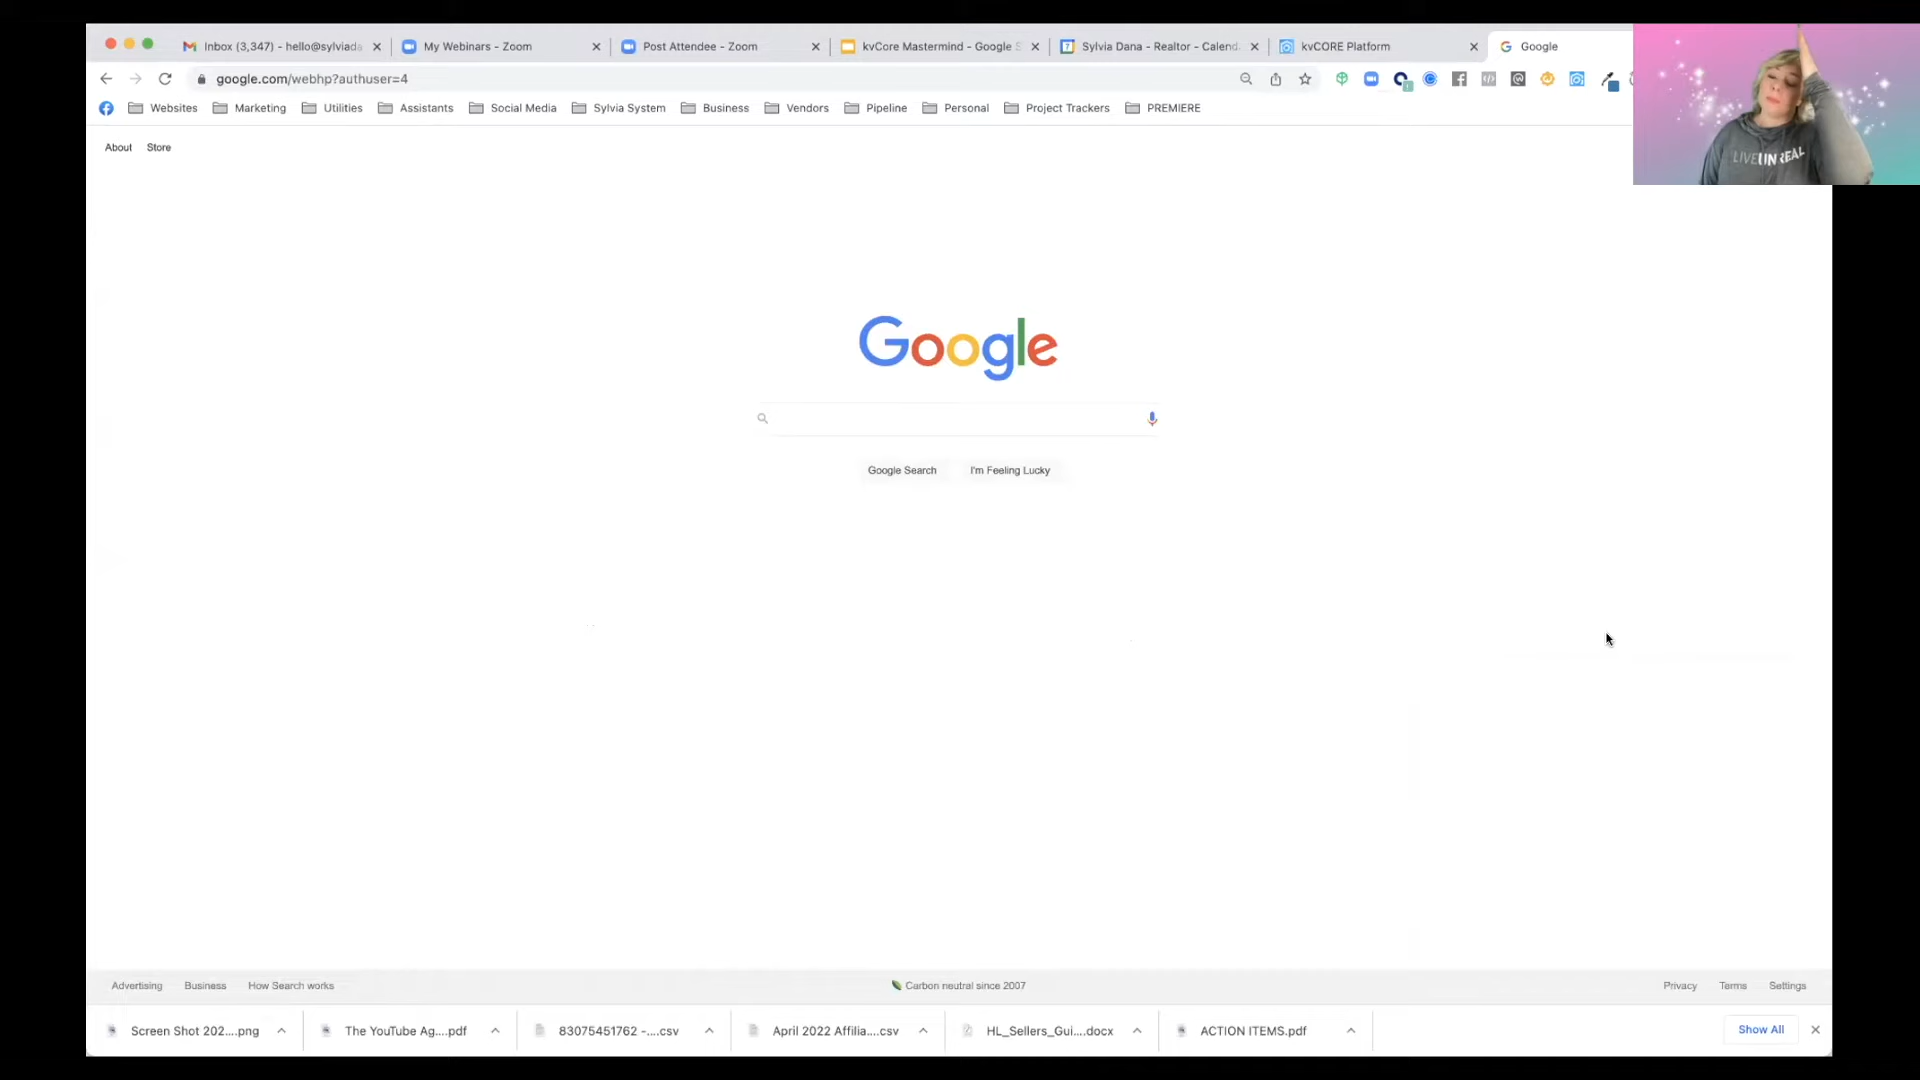 Inbox (3,347) - hello@sylviada
My Webinars - Zoom
Post Attendee - Zoom
kvCore Mastermind - Google S
Sylvia Dana - Realtor - Calend
kvCORE Platform
Google
google.com/webhp?authuser=4
Websites
Marketing
Utilities
Assistants
Social Media
Sylvia System
Business
Vendors
Pipeline
Personal
Project Trackers
PREMIERE
LIVEUNREAL
About
Store
Google
Google Search
I'm Feeling Lucky
Advertising
Business
How Search works
Carbon neutral since 2007
Privacy
Terms
Settings
Screen Shot 202....png
The YouTube Ag....pdf
83075451762 -....csv
April 2022 Affilia....csv
HL_Sellers_Gui....docx
ACTION ITEMS.pdf
Show All